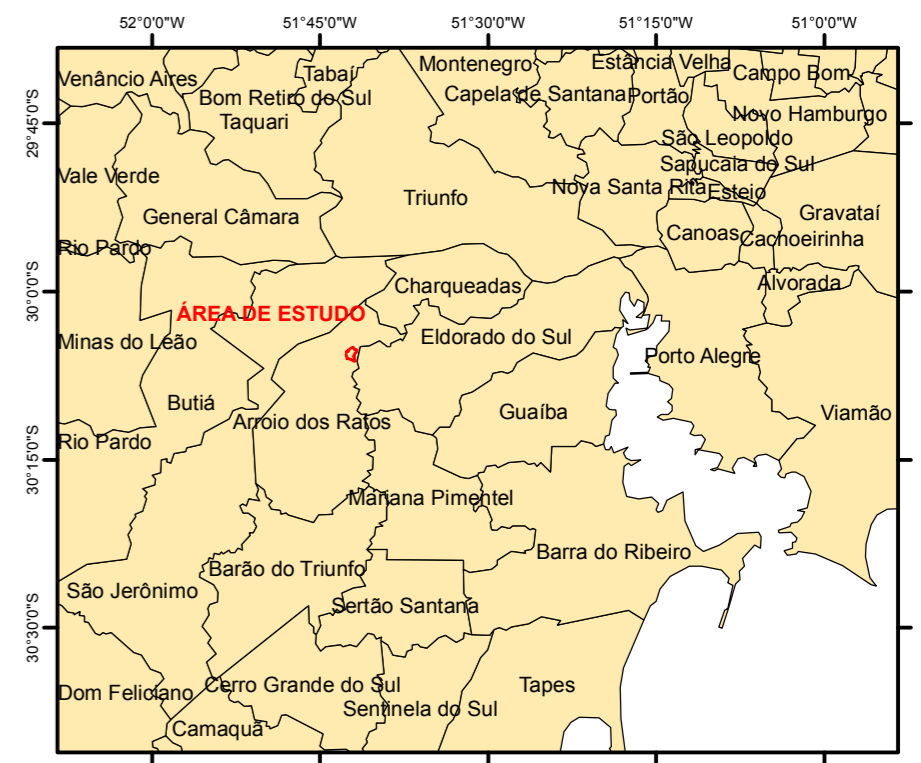 52°0'0"W 51°45'0"W 51°30'0"W 51°15'0"W 51°0'0"W
Montenegro Estância Velha
Tabaí Campo Bom
Venâncio Aires
Capela de Santana Portão
Bom Retiro do Sul
Novo Hamburgo
29°45'0"S Taquari
São Leopoldo
Sapucaia do Sul
Vale Verde
Nova Santa Rita Esteio
Triunfo
General Câmara Gravataí
Canoas Cachoeirinha
Rio Pardo
Alvorada
Charqueadas
30°0'0"S
ÁREA DE ESTUDO
Eldorado do Sul
Minas do Leão
Porto Alegre
Butiá
Guaíba Viamão
Arroio dos Ratos
Rio Pardo
30°15'0"S
Mariana Pimentel
Barra do Ribeiro
Barão do Triunfo
São Jerônimo
Sertão Santana
30°30'0"S
Cerro Grande do Sul Tapes
Dom Feliciano
Sentinela do Sul
Camaquã